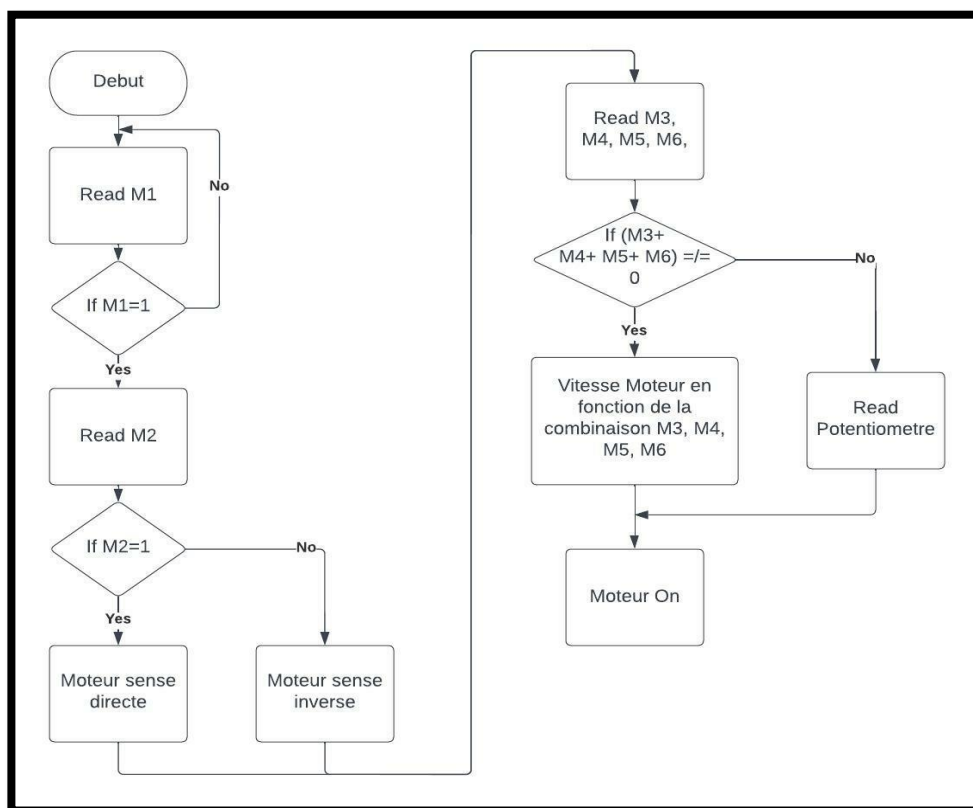 Debut
Read M1
No
If M1=1
Yes
Read M2
If M2=1
No
Yes
Moteur sense
directe
Moteur sense
inverse
Read M3,
M4, M5, M6,
If (M3+
M4+ M5+ M6) =/=
0
No
Yes
Vitesse Moteur en
fonction de la
combinaison M3, M4,
M5, M6
Read
Potentiometre
Moteur On